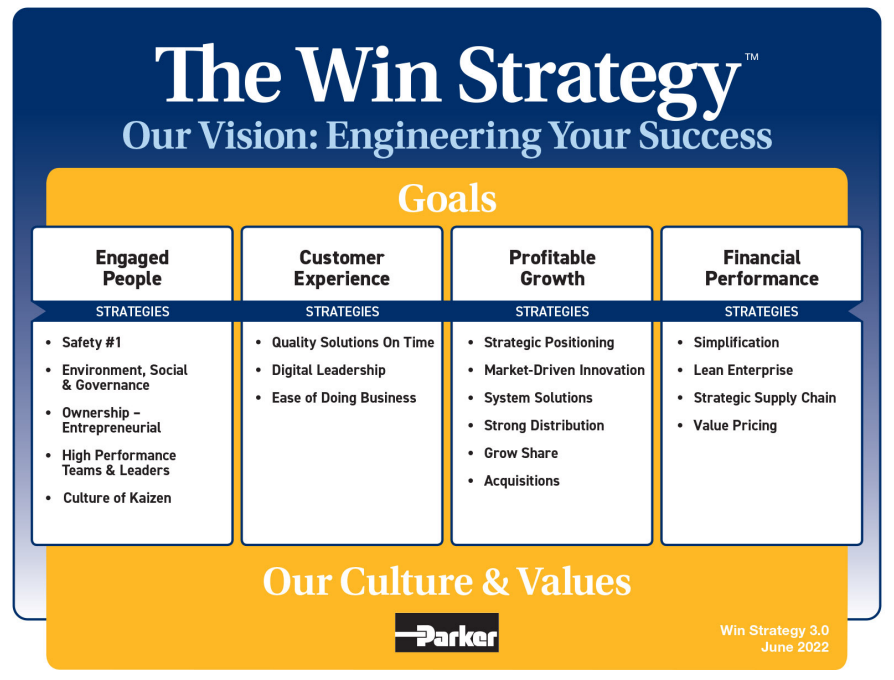 The Win Strategy™
Our Vision: Engineering Your Success
Goals
Engaged
People
STRATEGIES
• Safety #1
• Environment, Social
& Governance
• Ownership –
Entrepreneurial
• High Performance
Teams & Leaders
• Culture of Kaizen
Customer
Experience
STRATEGIES
• Quality Solutions On Time
• Digital Leadership
• Ease of Doing Business
Profitable
Growth
STRATEGIES
• Strategic Positioning
• Market-Driven Innovation
• System Solutions
• Strong Distribution
• Grow Share
• Acquisitions
Financial
Performance
STRATEGIES
• Simplification
• Lean Enterprise
• Strategic Supply Chain
• Value Pricing
Our Culture & Values
Parker
Win Strategy 3.0
June 2022